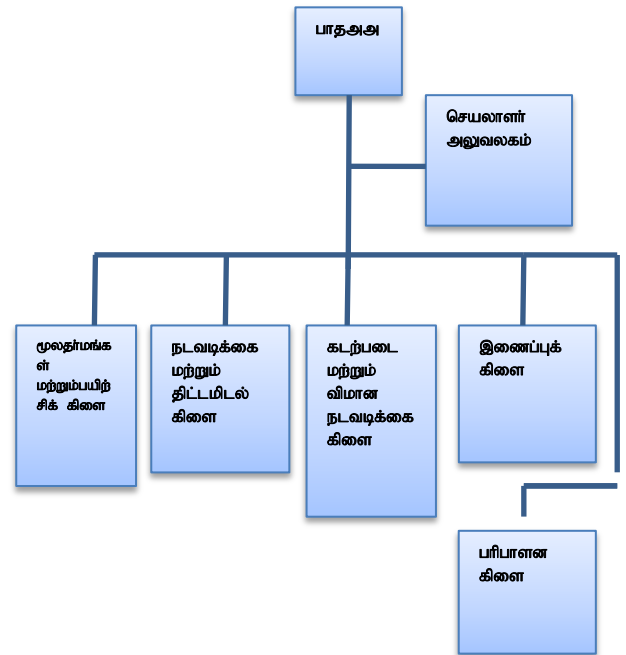 பாதஅஅ
செயலாளர்
அலுவலகம்
மூலதர்மங்க
ள்
மற்றும்பயிற்
சிக் கிளை
நடவடிக்கை
மற்றும்
திட்டமிடல்
கிளை
கடற்படை
மற்றும்
விமான
நடவடிக்கை
கிளை
இணைப்புக்
கிளை
பரிபாளன
கிளை